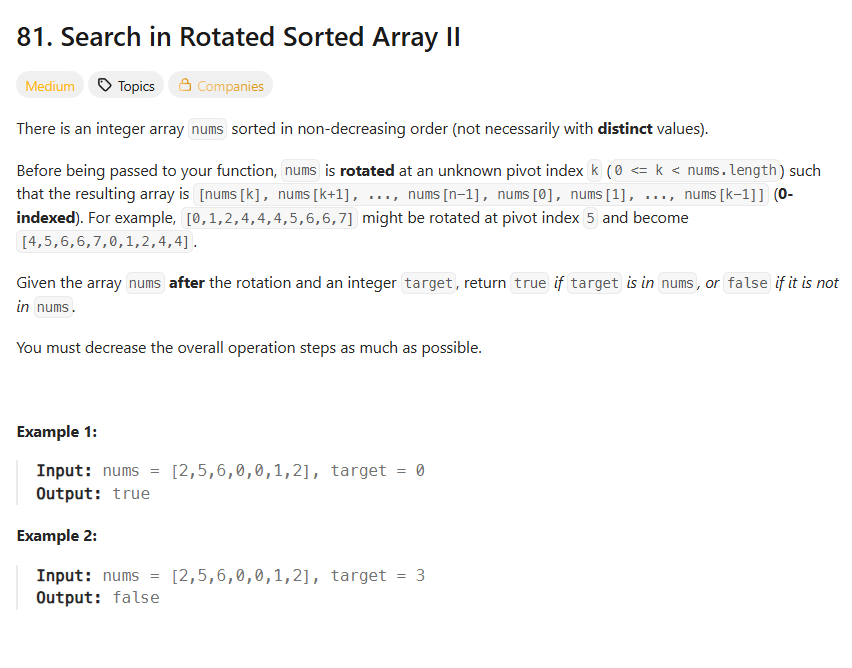 81. Search in Rotated Sorted Array II
Medium Topics Companies
There is an integer array nums sorted in non-decreasing order (not necessarily with distinct values).
Before being passed to your function, nums is rotated at an unknown pivot index k (0 <= k < nums.length) such
that the resulting array is [nums[k], nums[k+1], ..., nums[n-1], nums[0], nums[1], ..., nums[k-1]] (0-
indexed). For example, [0,1,2,4,4,4,5,6,6,7] might be rotated at pivot index 5 and become
[4,5,6,6,7,0,1,2,4,4].
Given the array nums after the rotation and an integer target, return true if target is in nums, or false if it is not
in nums.
You must decrease the overall operation steps as much as possible.
Example 1:
Input: nums = [2,5,6,0,0,1,2], target = 0
Output: true
Example 2:
Input: nums = [2,5,6,0,0,1,2], target = 3
Output: false